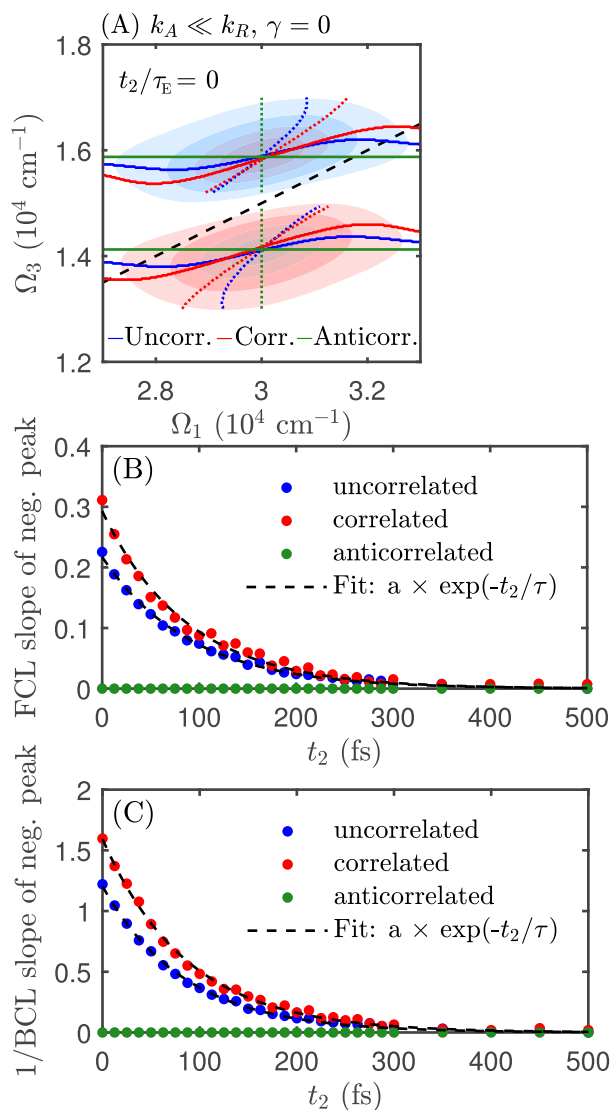 (A) k_A ≪ k_R, γ = 0
1.8
t_2/τ_E = 0
1.6
1.4
1.2
Ω_3 (10^4 cm^−1)
Uncorr. Corr. Anticorr.
2.8 3 3.2
Ω_1 (10^4 cm^−1)
(B)
0.4
0.3
0.2
0.1
0
FCL slope of neg. peak
uncorrelated
correlated
anticorrelated
Fit: a × exp(-t_2/τ)
0 100 200 300 400 500
t_2 (fs)
(C)
2
1.5
1
0.5
0
1/BCL slope of neg. peak
uncorrelated
correlated
anticorrelated
Fit: a × exp(-t_2/τ)
0 100 200 300 400 500
t_2 (fs)